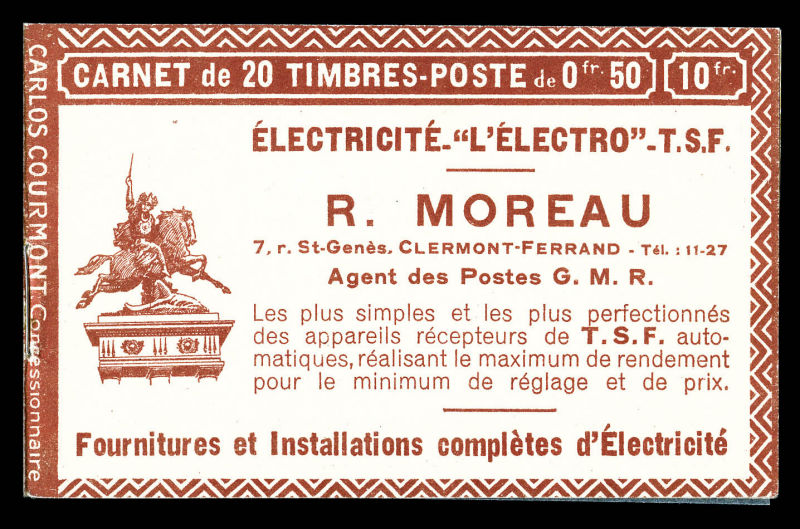 CARNET de 20 TIMBRES-POSTE de 0fr. 50 10fr.
ÉLECTRICITÉ-"L'ÉLECTRO"-T.S.F.
R. MOREAU
7, r. St-Genès. CLERMONT-FERRAND - Tél. : 11-27
Agent des Postes G. M. R.
Les plus simples et les plus perfectionnés
des appareils récepteurs de T.S.F. auto-
matiques, réalisant le maximum de rendement
pour le minimum de réglage et de prix.
Fournitures et Installations complètes d'Électricité
CARLOS COURMONT Concessionnaire